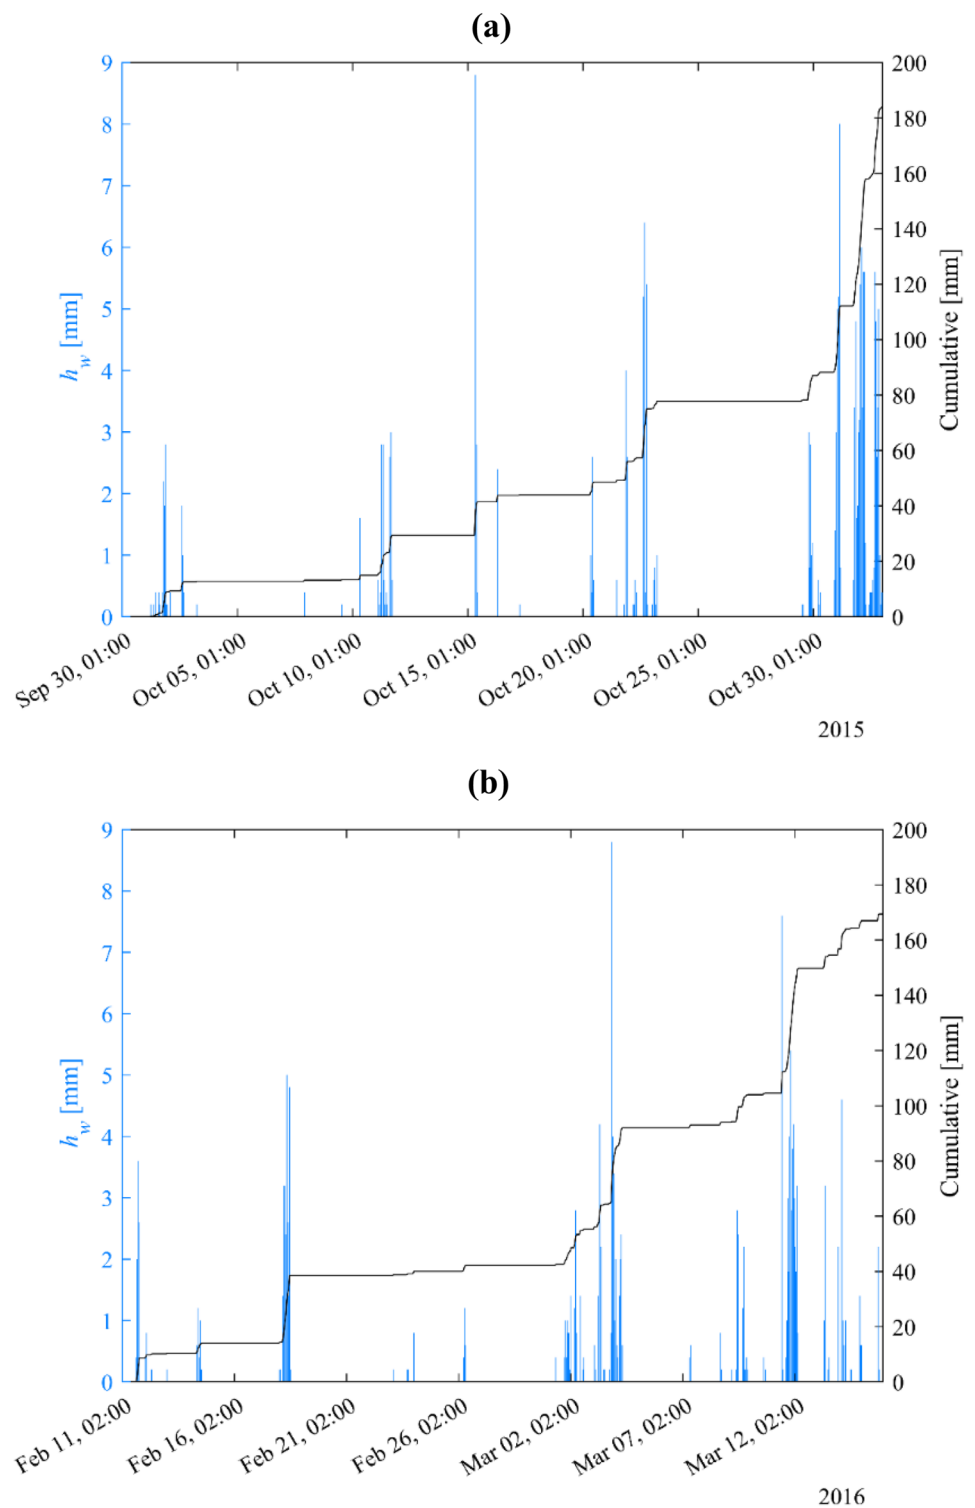 (a)
9
8
7
6
5
4
3
2
1
0
h_w [mm]
200
180
160
140
120
100
80
60
40
20
0
Cumulative [mm]
Sep 30, 01:00
Oct 05, 01:00
Oct 10, 01:00
Oct 15, 01:00
Oct 20, 01:00
Oct 25, 01:00
Oct 30, 01:00
2015
(b)
9
8
7
6
5
4
3
2
1
0
h_w [mm]
200
180
160
140
120
100
80
60
40
20
0
Cumulative [mm]
Feb 11, 02:00
Feb 16, 02:00
Feb 21, 02:00
Feb 26, 02:00
Mar 02, 02:00
Mar 07, 02:00
Mar 12, 02:00
2016